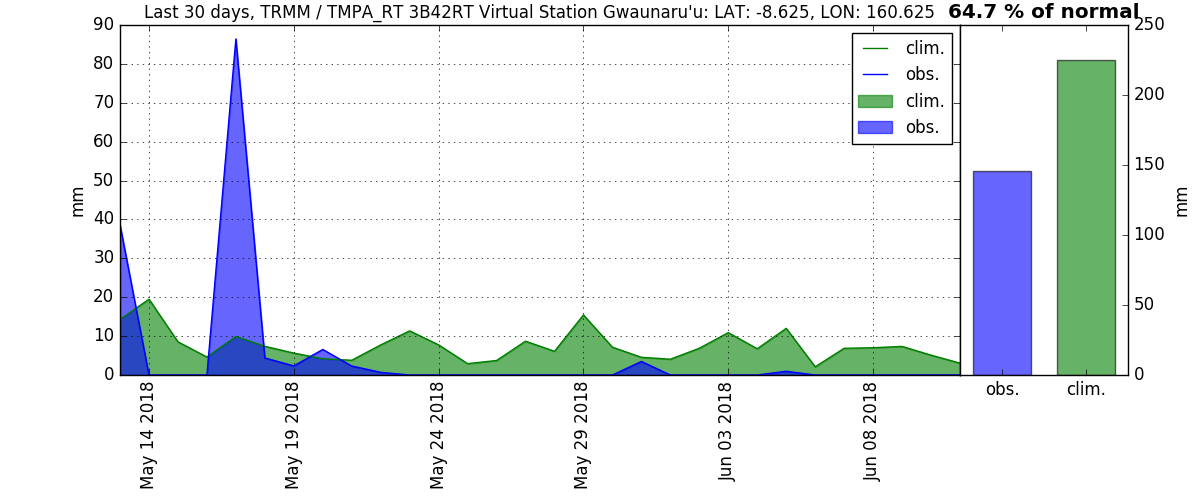 Last 30 days, TRMM / TMPA_RT 3B42RT Virtual Station Gwaunaru'u: LAT: -8.625, LON: 160.625 64.7 % of normal
90
80
70
60
50
40
30
20
10
0
mm
clim.
obs.
clim.
obs.
May 14 2018
May 19 2018
May 24 2018
May 29 2018
Jun 03 2018
Jun 08 2018
250
200
150
100
50
0
mm
obs. clim.